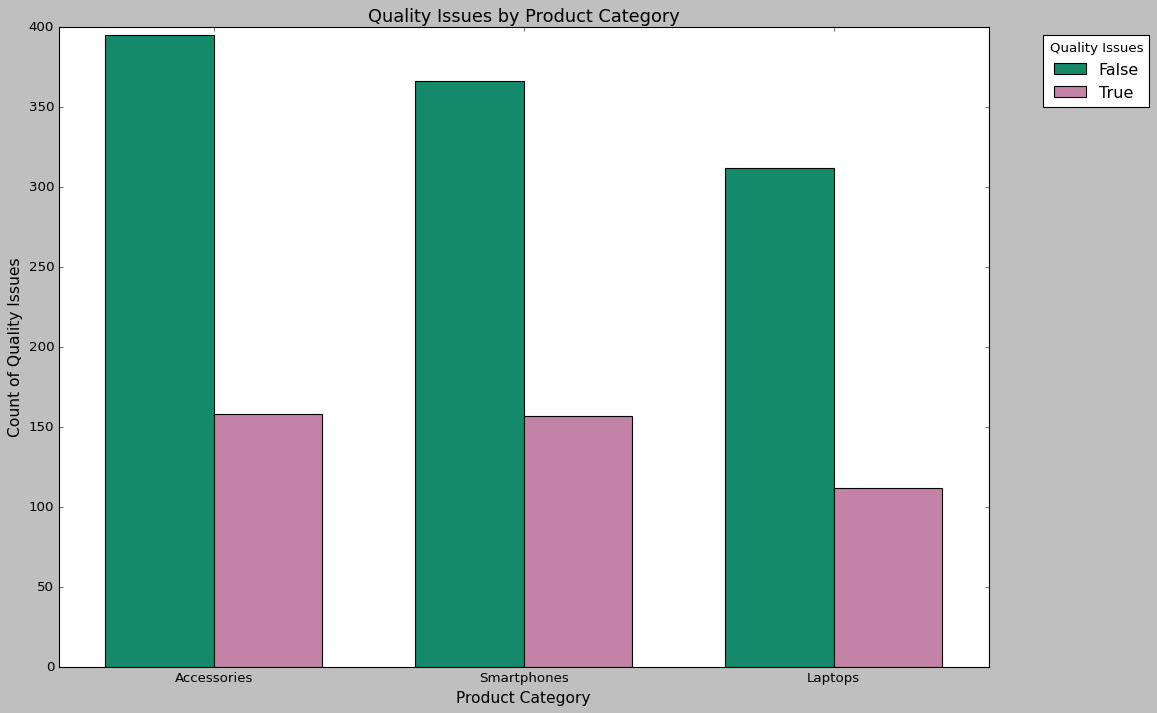 Quality Issues by Product Category
400
350
300
250
200
150
100
50
0
Count of Quality Issues
Accessories
Smartphones
Laptops
Product Category
Quality Issues
False
True